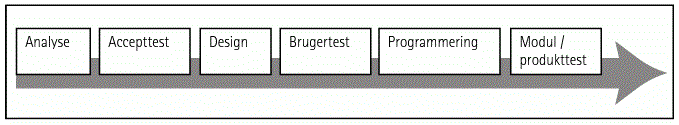 Analyse
Accepttest
Design
Brugertest
Programmering
Modul /
produkttest